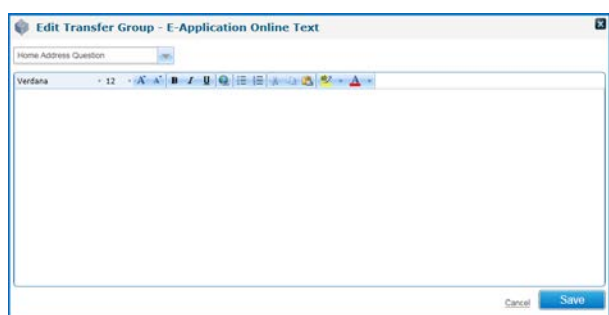 Edit Transfer Group - E-Application Online Text
Home Address Question
Verdana 12 A A B I U A
Cancel Save